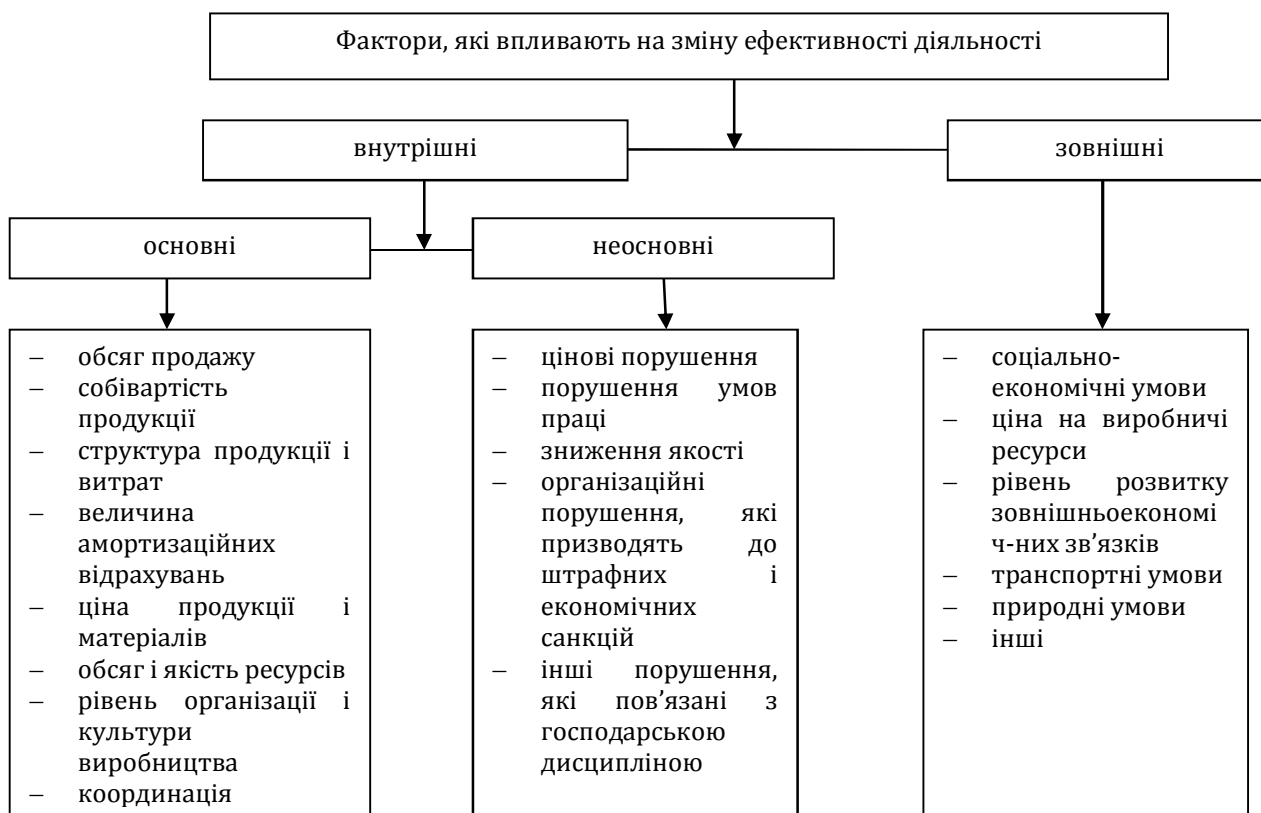 Фактори, які впливають на зміну ефективності діяльності
внутрішні
зовнішні
основні
неосновні
– обсяг продажу
– собівартість
продукції
– структура продукції і
витрат
– величина
амортизаційних
відрахувань
– ціна продукції і
матеріалів
– обсяг і якість ресурсів
– рівень організації і
культури
виробництва
– координація
– цінові порушення
– порушення умов
праці
– зниження якості
– організаційні
порушення, які
призводять до
штрафних і
економічних
санкцій
– інші порушення,
які пов’язані з
господарською
дисципліною
– соціально-
економічні умови
– ціна на виробничі
ресурси
– рівень розвитку
зовнішньоекономі
ч-них зв’язків
– транспортні умови
– природні умови
– інші